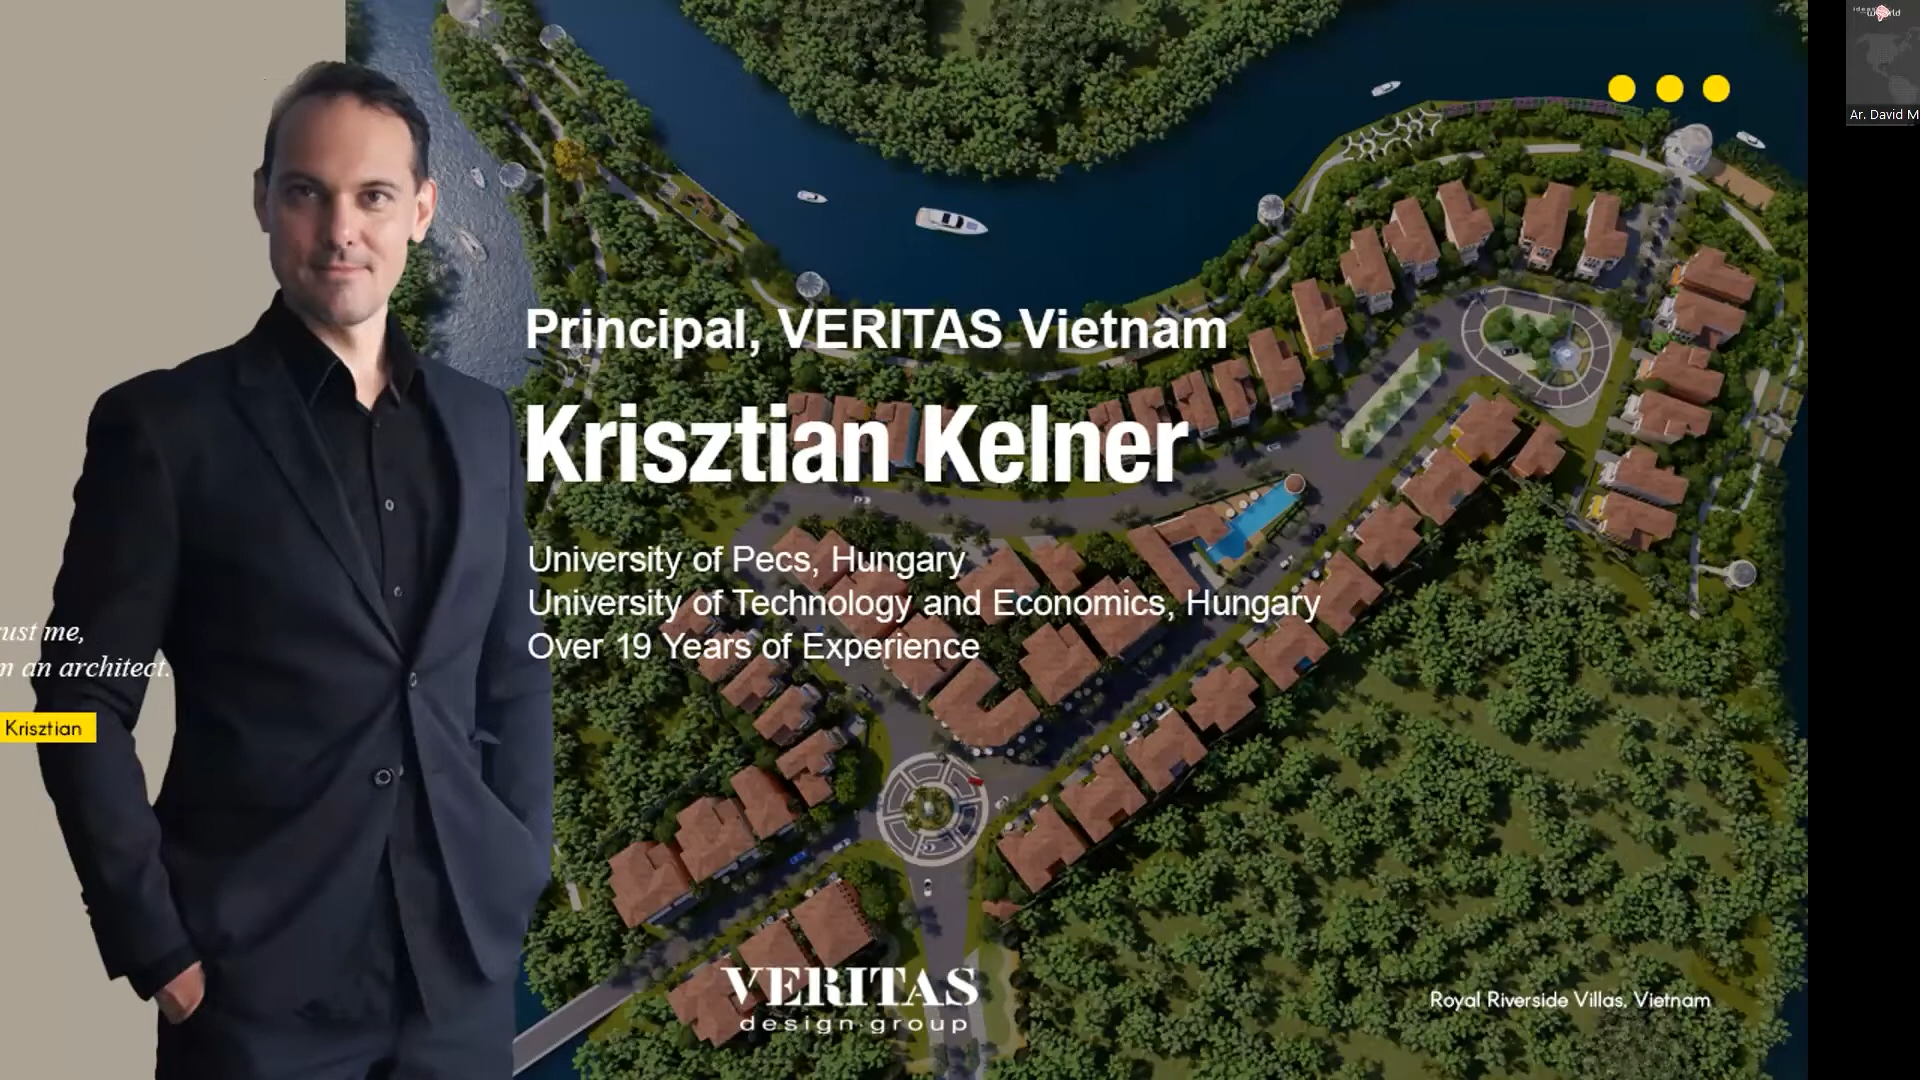 Ar. David M
Principal, VERITAS Vietnam
Krisztian Kelner
University of Pecs, Hungary
University of Technology and Economics, Hungary
Over 19 Years of Experience
rust me,
m an architect.
Krisztian
VERITAS
design group
Royal Riverside Villas, Vietnam